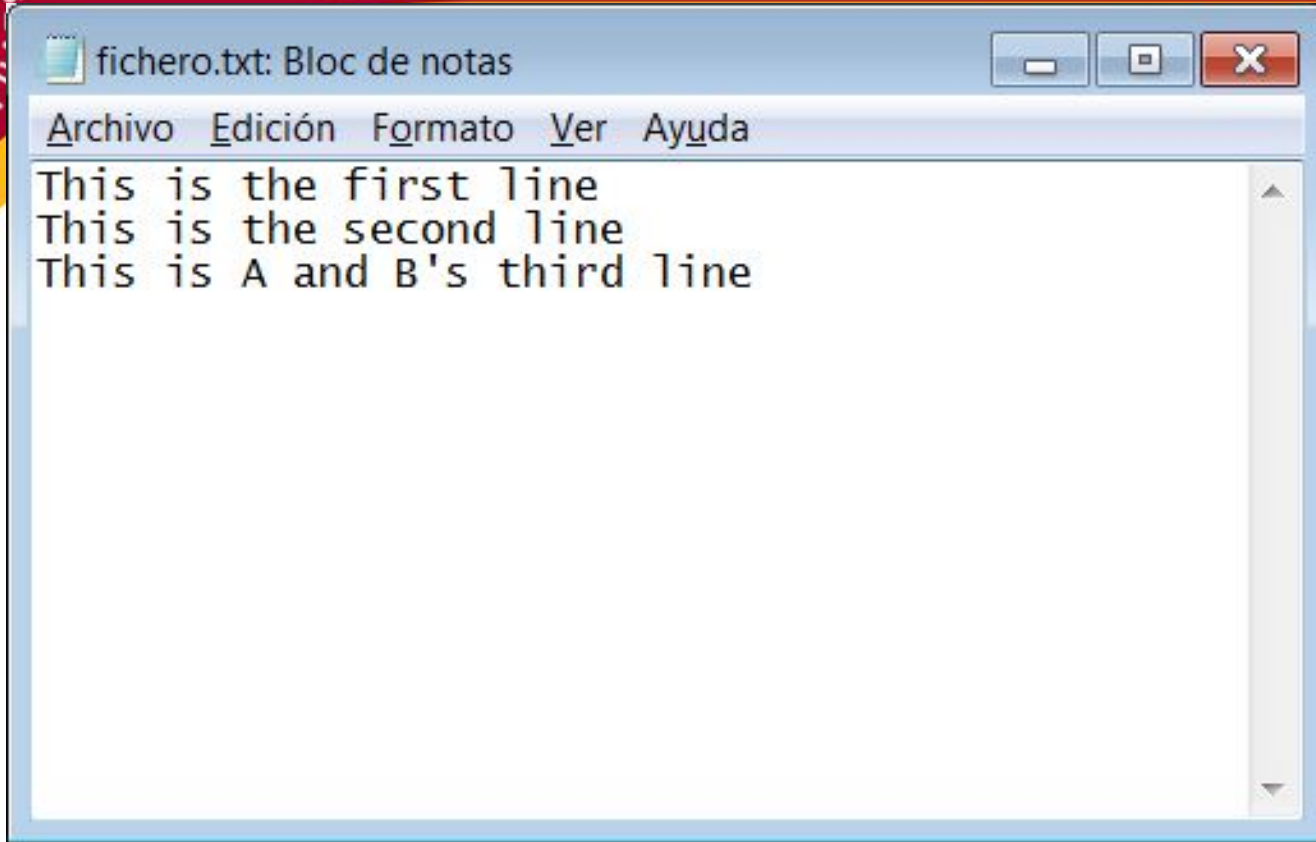 fichero.txt: Bloc de notas
Archivo Edición Formato Ver Ayuda
This is the first line
This is the second line
This is A and B's third line